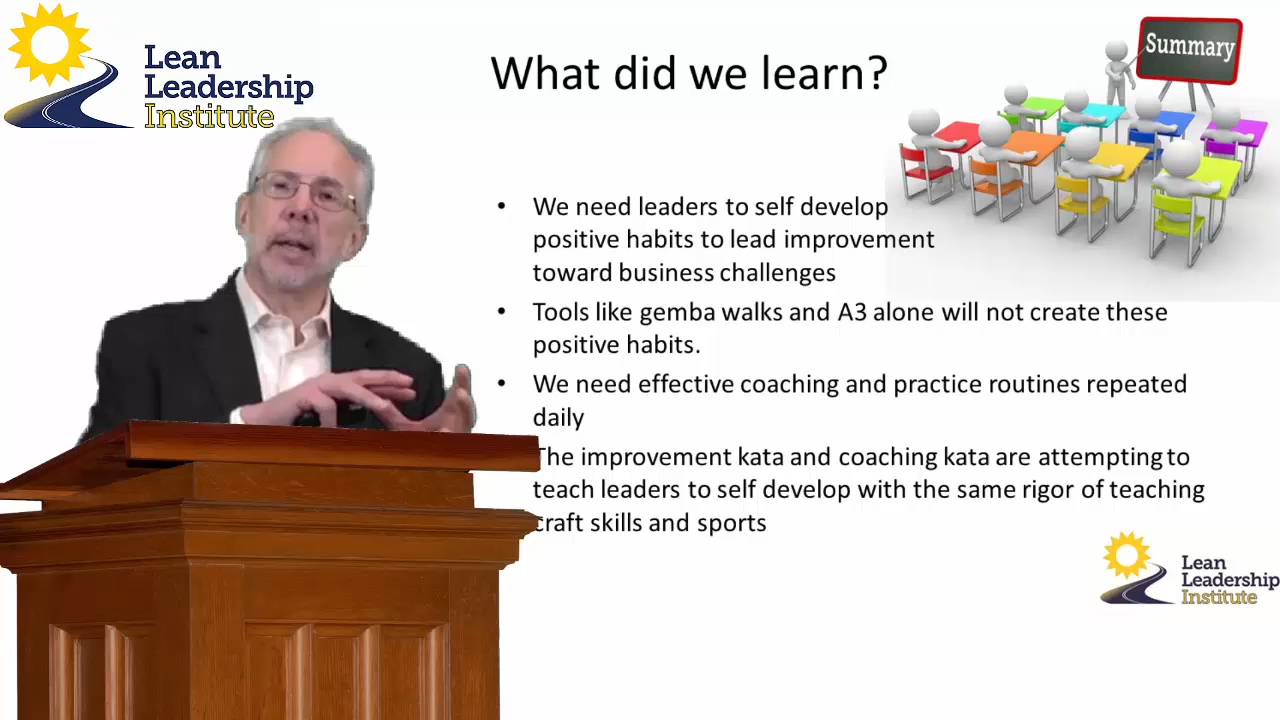 Lean
Leadership
Institute
What did we learn?
Summary
• We need leaders to self develop
positive habits to lead improvement
toward business challenges
• Tools like gemba walks and A3 alone will not create these
positive habits.
• We need effective coaching and practice routines repeated
daily
The improvement kata and coaching kata are attempting to
teach leaders to self develop with the same rigor of teaching
craft skills and sports
Lean
Leadership
Institute